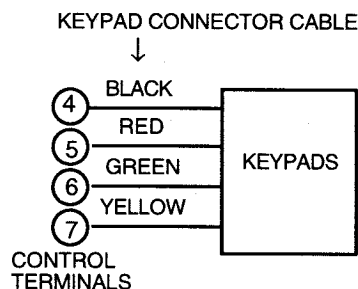 KEYPAD CONNECTOR CABLE
4 BLACK
5 RED
6 GREEN
7 YELLOW
KEYPADS
CONTROL
TERMINALS